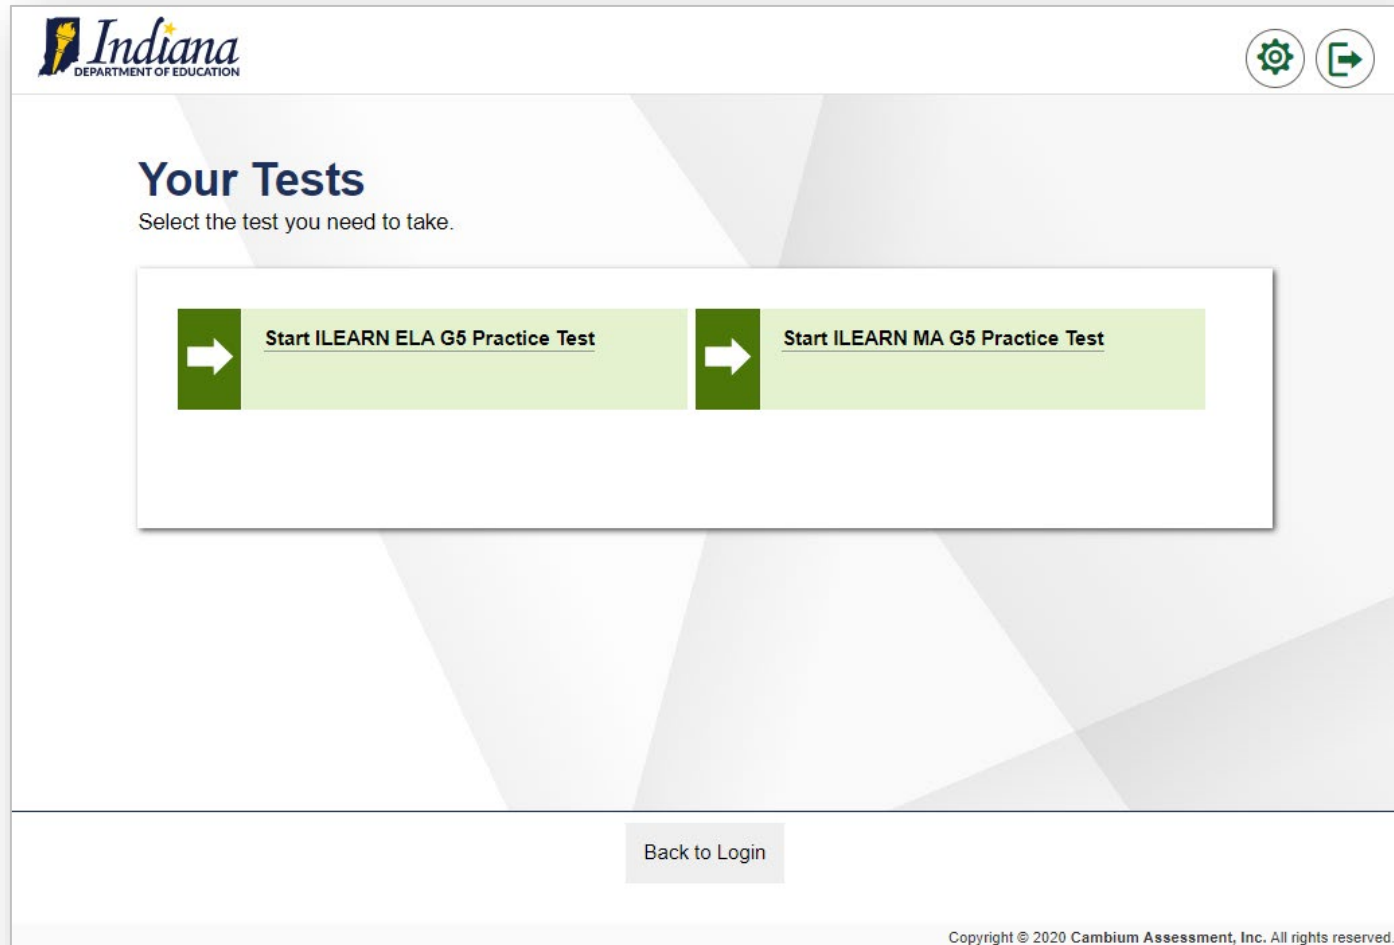 Indiana
DEPARTMENT OF EDUCATION
Your Tests
Select the test you need to take.
Start ILEARN ELA G5 Practice Test
Start ILEARN MA G5 Practice Test
Back to Login
Copyright © 2020 Cambium Assessment, Inc. All rights reserved.